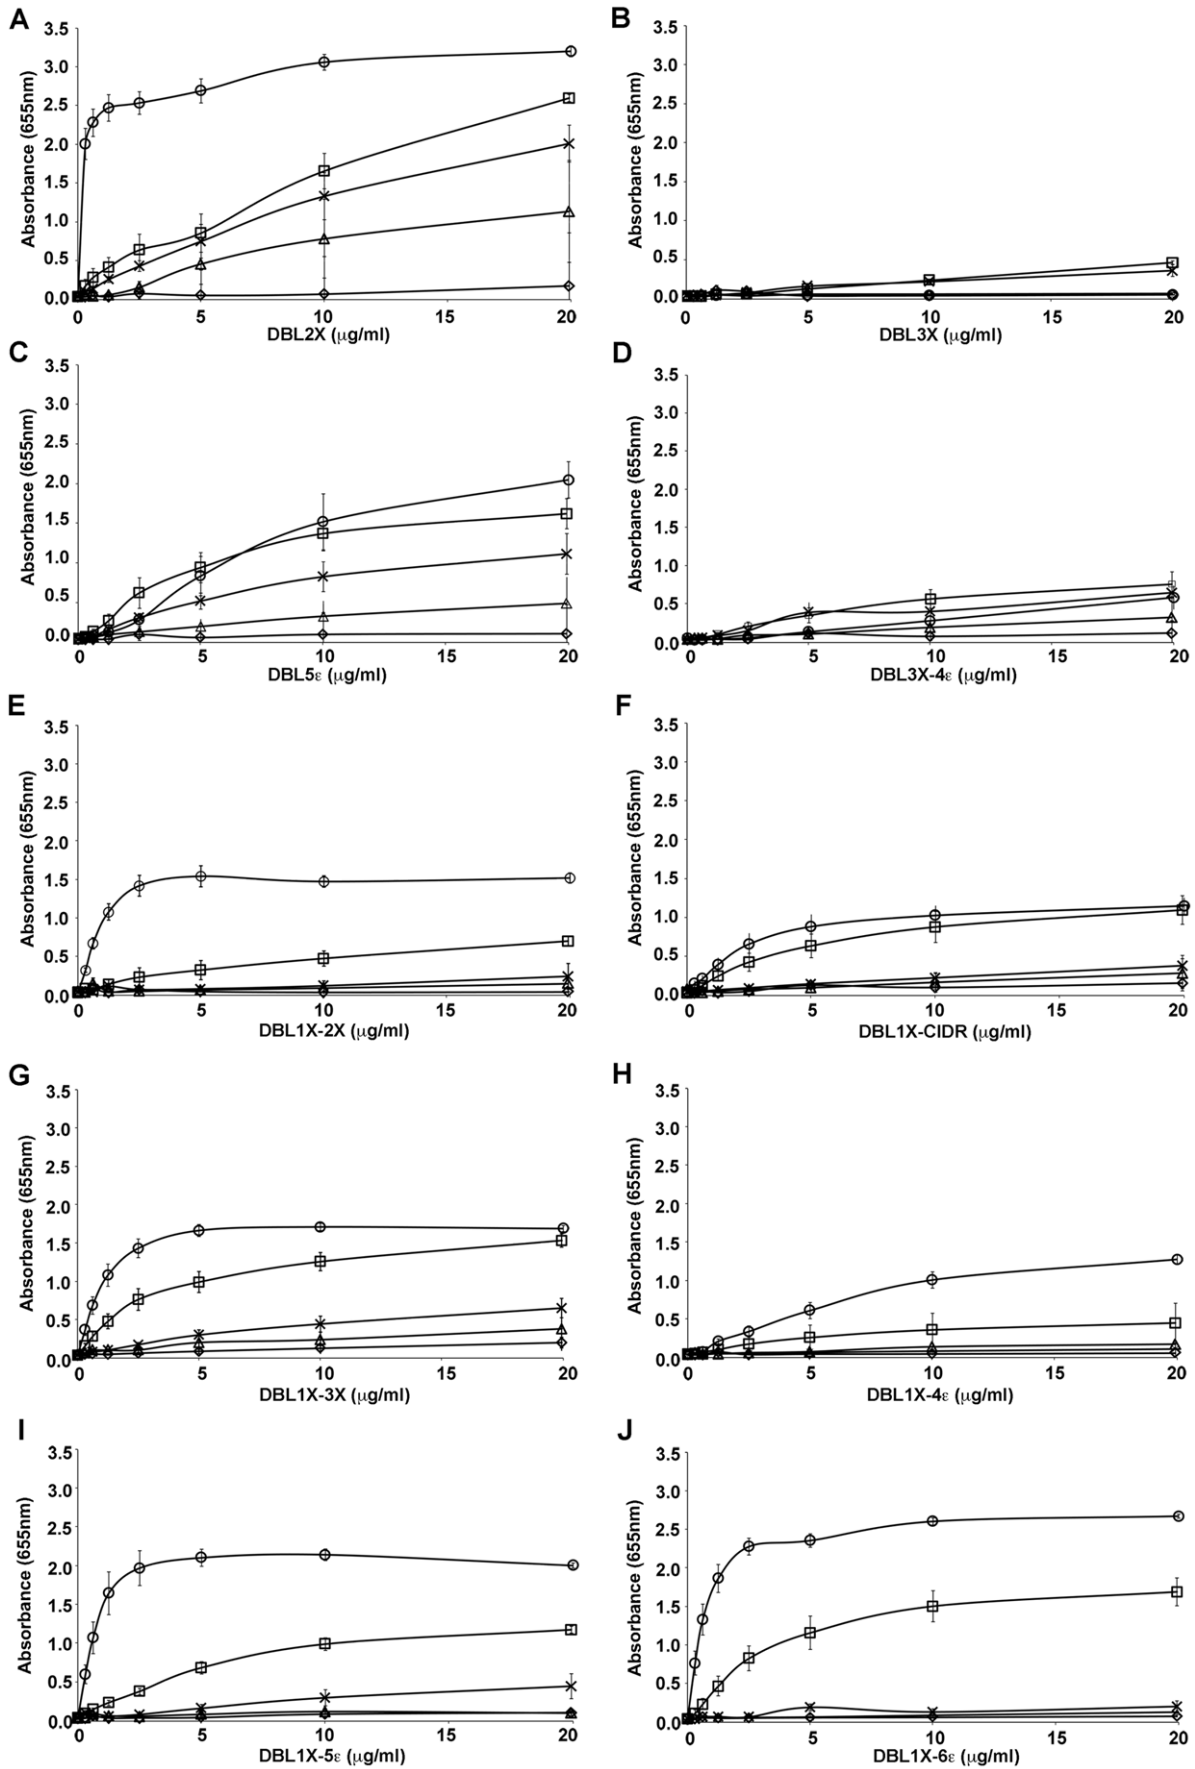 A
Absorbance (655nm)
3.5
3.0
2.5
2.0
1.5
1.0
0.5
0.0
0 5 10 15 20
DBL2X (µg/ml)
B
Absorbance (655nm)
3.5
3.0
2.5
2.0
1.5
1.0
0.5
0.0
0 5 10 15 20
DBL3X (µg/ml)
C
Absorbance (655nm)
3.5
3.0
2.5
2.0
1.5
1.0
0.5
0.0
0 5 10 15 20
DBL5ε (µg/ml)
D
Absorbance (655nm)
3.5
3.0
2.5
2.0
1.5
1.0
0.5
0.0
0 5 10 15 20
DBL3X-4ε (µg/ml)
E
Absorbance (655nm)
3.5
3.0
2.5
2.0
1.5
1.0
0.5
0.0
0 5 10 15 20
DBL1X-2X (µg/ml)
F
Absorbance (655nm)
3.5
3.0
2.5
2.0
1.5
1.0
0.5
0.0
0 5 10 15 20
DBL1X-CIDR (µg/ml)
G
Absorbance (655nm)
3.5
3.0
2.5
2.0
1.5
1.0
0.5
0.0
0 5 10 15 20
DBL1X-3X (µg/ml)
H
Absorbance (655nm)
3.5
3.0
2.5
2.0
1.5
1.0
0.5
0.0
0 5 10 15 20
DBL1X-4ε (µg/ml)
I
Absorbance (655nm)
3.5
3.0
2.5
2.0
1.5
1.0
0.5
0.0
0 5 10 15 20
DBL1X-5ε (µg/ml)
J
Absorbance (655nm)
3.5
3.0
2.5
2.0
1.5
1.0
0.5
0.0
0 5 10 15 20
DBL1X-6ε (µg/ml)